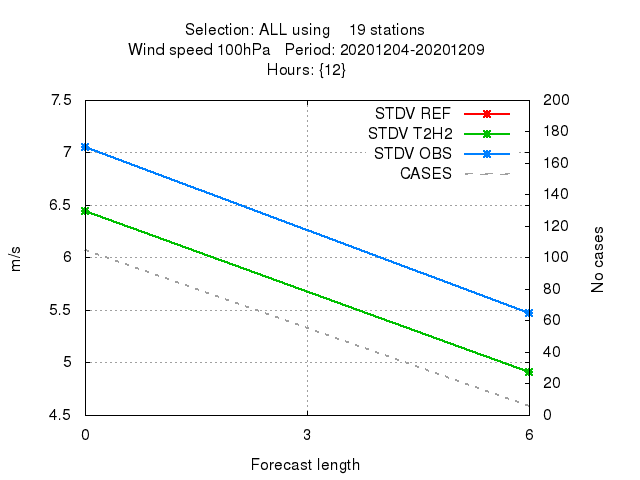 Selection: ALL using 19 stations
Wind speed 100hPa Period: 20201204-20201209
Hours: {12}
7.5
7
6.5
6
5.5
5
4.5
m/s
STDV REF
STDV T2H2
STDV OBS
CASES
200
180
160
140
120
100
80
60
40
20
0
No cases
0 3 6
Forecast length